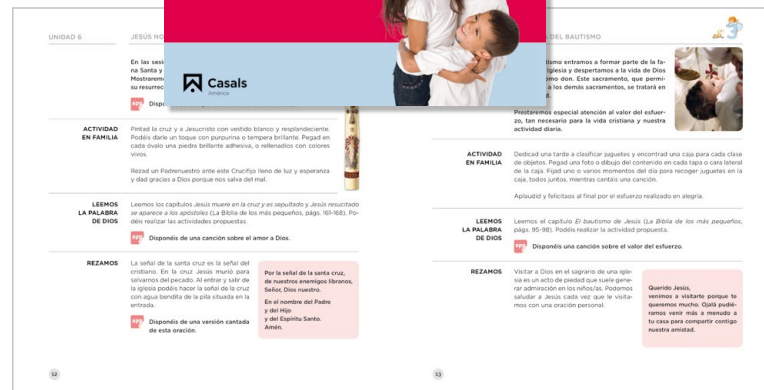 UNIDAD 6
JESÚS NO
En las sesi
na Santa y
Mostrarem
su resurrec
Casals
América
ACTIVIDAD
EN FAMILIA
Pintad la cruz y a Jesucristo con vestido blanco y resplandeciente.
Podéis darle un toque con purpurina o tempera brillante. Pegad en
cada óvalo una piedra brillante adhesiva, o rellenadlos con colores
vivos.
Rezad un Padrenuestro ante este Crucifijo lleno de luz y esperanza
y dad gracias a Dios porque nos salva del mal.
LEEMOS
LA PALABRA
DE DIOS
Leemos los capítulos Jesús muere en la cruz y es sepultado y Jesús resucitado
se aparece a los apóstoles (La Biblia de los más pequeños, págs. 161-168). Po-
déis realizar las actividades propuestas.
Disponéis de una canción sobre el amor a Dios.
REZAMOS
La señal de la santa cruz es la señal del
cristiano. En la cruz Jesús murió para
salvarnos del pecado. Al entrar y salir de
la iglesia podéis hacer la señal de la cruz
con agua bendita de la pila situada en la
entrada.
Disponéis de una versión cantada
de esta oración.
Por la señal de la santa cruz,
de nuestros enemigos líbranos,
Señor, Dios nuestro.
En el nombre del Padre
y del Hijo
y del Espíritu Santo.
Amén.
12
DEL BAUTISMO
tismo entramos a formar parte de la fa-
Iglesia y despertamos a la vida de Dios
omo don. Este sacramento, que permi-
a los demás sacramentos, se tratará en
Prestaremos especial atención al valor del esfuer-
zo, tan necesario para la vida cristiana y nuestra
actividad diaria.
ACTIVIDAD
EN FAMILIA
Dedicad una tarde a clasificar juguetes y encontrad una caja para cada clase
de objetos. Pegad una foto o dibujo del contenido en cada tapa o cara lateral
de la caja. Fijad uno o varios momentos del día para recoger juguetes en la
caja, todos juntos, mientras cantáis una canción.
Aplaudid y felicitaos al final por el esfuerzo realizado en alegría.
LEEMOS
LA PALABRA
DE DIOS
Leemos el capítulo El bautismo de Jesús (La Biblia de los más pequeños,
págs. 95-98). Podéis realizar la actividad propuesta.
Disponéis una canción sobre el valor del esfuerzo.
REZAMOS
Visitar a Dios en el sagrario de una igle-
sia es un acto de piedad que suele gene-
rar admiración en los niños/as. Podemos
saludar a Jesús cada vez que le visita-
mos con una oración personal.
Querido Jesús,
venimos a visitarte porque te
queremos mucho. Ojalá pudié-
ramos venir más a menudo a
tu casa para compartir contigo
nuestra amistad.
13